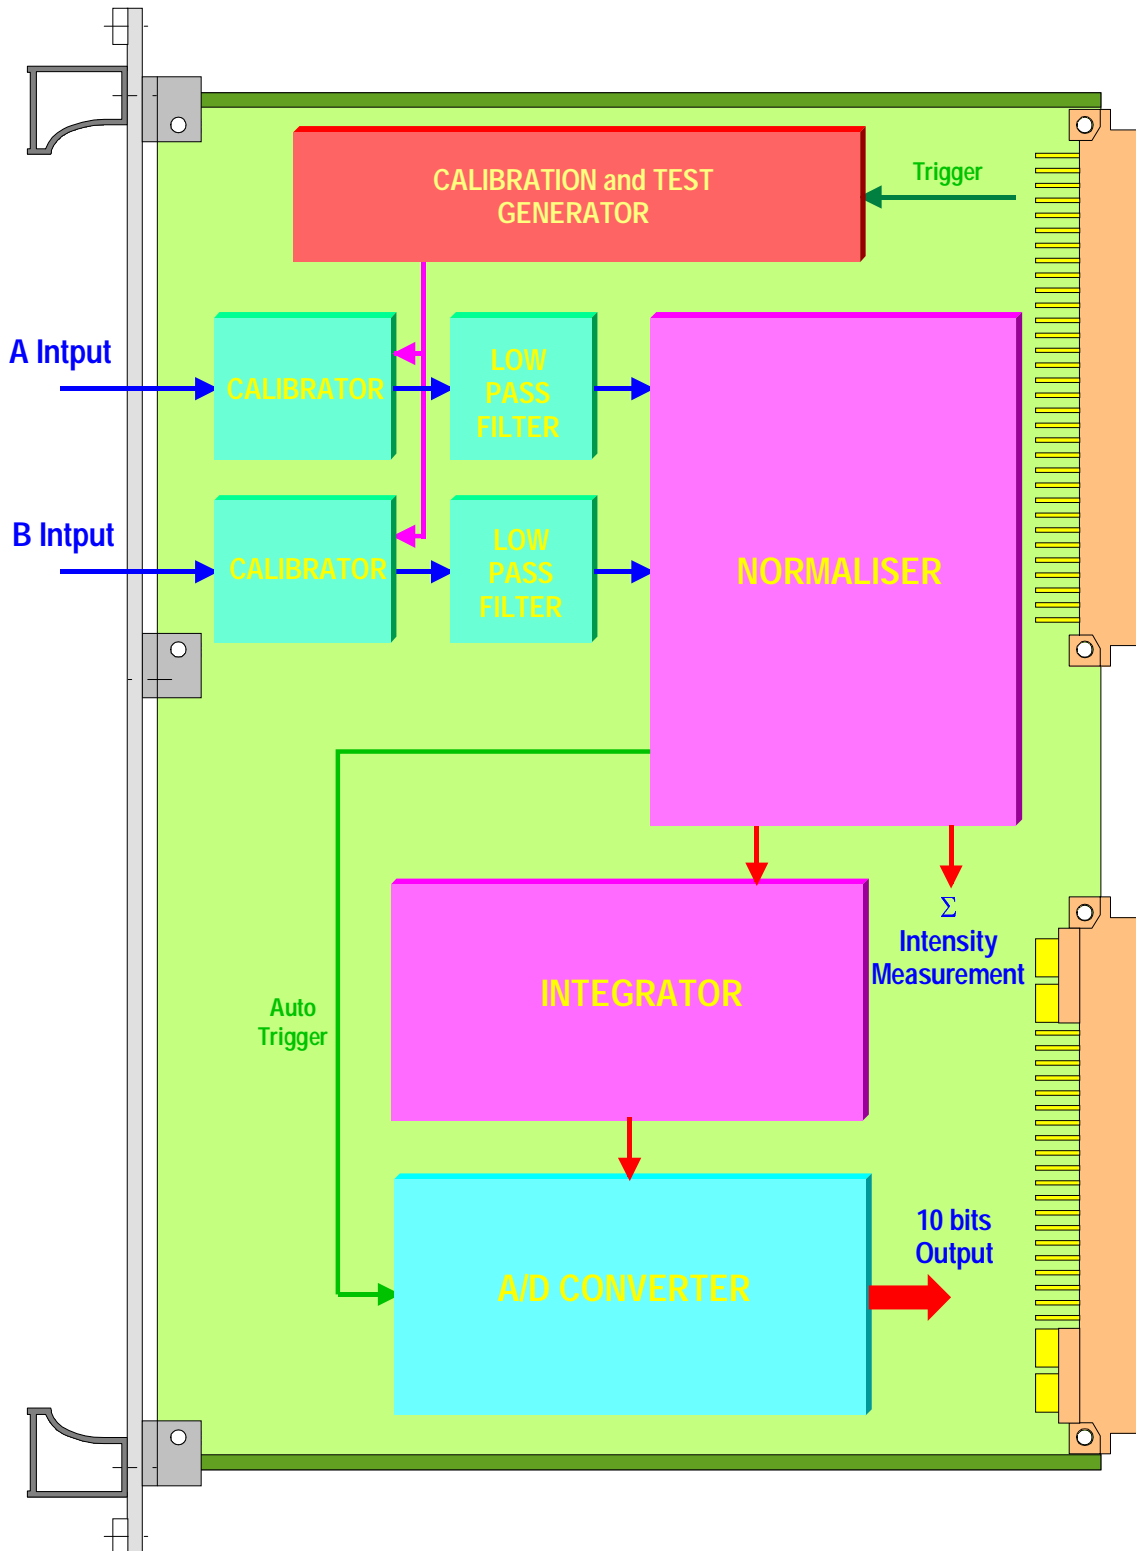 CALIBRATION and TEST
GENERATOR
Trigger
A Intput
CALIBRATOR
LOW
PASS
FILTER
B Intput
CALIBRATOR
LOW
PASS
FILTER
NORMALISER
Σ
Intensity
Measurement
INTEGRATOR
Auto
Trigger
10 bits
Output
A/D CONVERTER